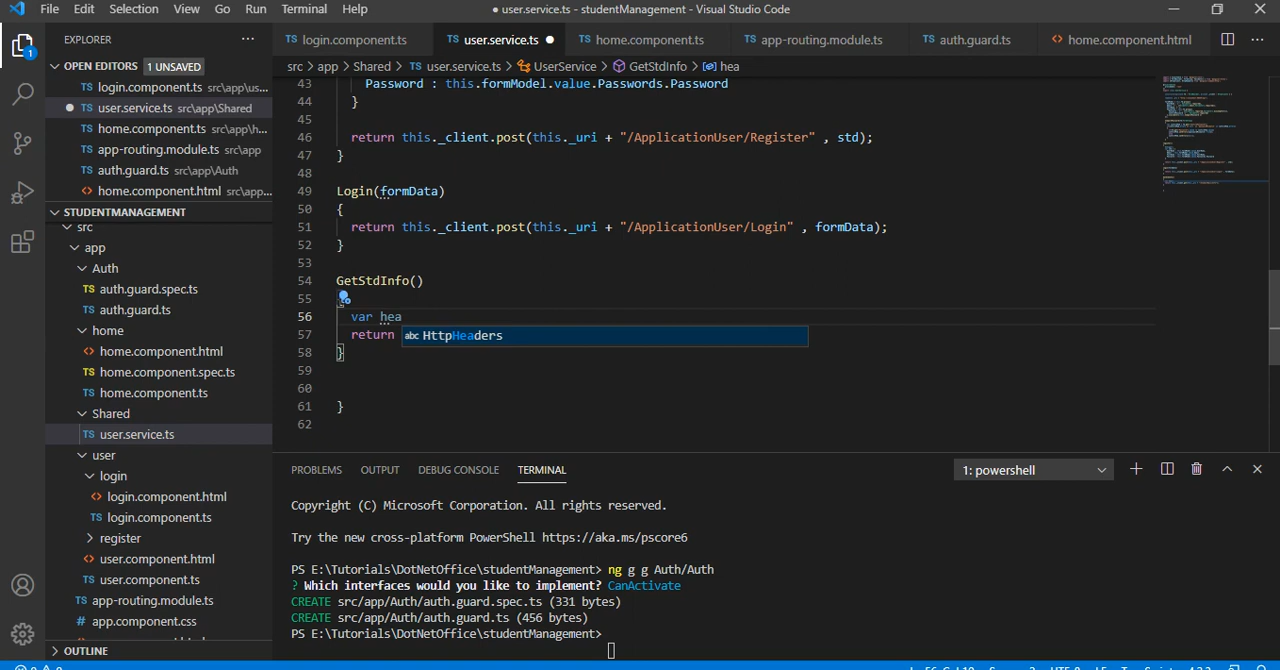 File Edit Selection View Go Run Terminal Help
● user.service.ts - studentManagement - Visual Studio Code
EXPLORER ···
TS login.component.ts TS user.service.ts ● TS home.component.ts TS app-routing.module.ts TS auth.guard.ts <> home.component.html ···
OPEN EDITORS 1 UNSAVED
src > app > Shared > TS user.service.ts > UserService > GetStdInfo > hea
TS login.component.ts src\app\us...
● TS user.service.ts src\app\Shared
TS home.component.ts src\app\h...
TS app-routing.module.ts src\app
TS auth.guard.ts src\app\Auth
<> home.component.html src\app...
STUDENTMANAGEMENT
src
app
Auth
TS auth.guard.spec.ts
TS auth.guard.ts
home
<> home.component.html
TS home.component.spec.ts
TS home.component.ts
Shared
TS user.service.ts
user
login
<> login.component.html
TS login.component.ts
register
<> user.component.html
TS user.component.ts
TS app-routing.module.ts
# app.component.css
OUTLINE
1
43 Password : this.formModel.value.Passwords.Password
44 }
45
46 return this._client.post(this._uri + "/ApplicationUser/Register" , std);
47 }
48
49 Login(formData)
50 {
51 return this._client.post(this._uri + "/ApplicationUser/Login" , formData);
52 }
53
54 GetStdInfo()
55
56 var hea
57 return abc HttpHeaders
58 }
59
60
61 }
62
PROBLEMS OUTPUT DEBUG CONSOLE TERMINAL 1: powershell
Copyright (C) Microsoft Corporation. All rights reserved.
Try the new cross-platform PowerShell https://aka.ms/pscore6
PS E:\Tutorials\DotNetOffice\studentManagement> ng g g Auth/Auth
? Which interfaces would you like to implement? CanActivate
CREATE src/app/Auth/auth.guard.spec.ts (331 bytes)
CREATE src/app/Auth/auth.guard.ts (456 bytes)
PS E:\Tutorials\DotNetOffice\studentManagement>